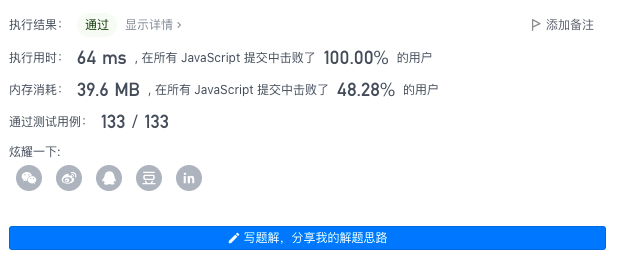 执行结果： 通过 显示详情 › 添加备注
执行用时： 64 ms , 在所有 JavaScript 提交中击败了 100.00% 的用户
内存消耗： 39.6 MB , 在所有 JavaScript 提交中击败了 48.28% 的用户
通过测试用例： 133 / 133
炫耀一下:
豆 in
写题解，分享我的解题思路